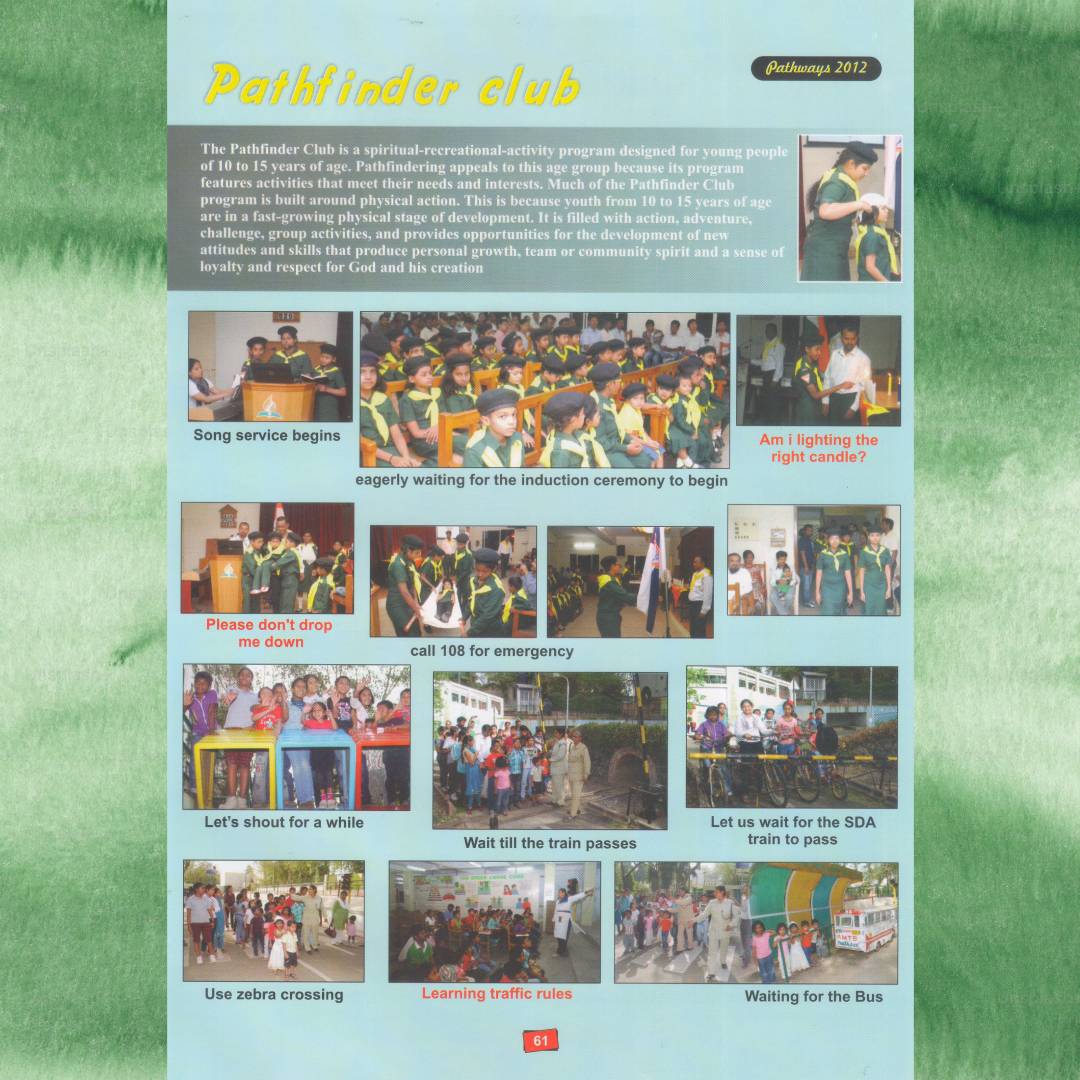 Pathfinder club
Pathways 2012
The Pathfinder Club is a spiritual-recreational-activity program designed for young people
of 10 to 15 years of age. Pathfindering appeals to this age group because its program
features activities that meet their needs and interests. Much of the Pathfinder Club
program is built around physical action. This is because youth from 10 to 15 years of age
are in a fast-growing physical stage of development. It is filled with action, adventure,
challenge, group activities, and provides opportunities for the development of new
attitudes and skills that produce personal growth, team or community spirit and a sense of
loyalty and respect for God and his creation
Song service begins
eagerly waiting for the induction ceremony to begin
Am i lighting the
right candle?
Please don't drop
me down
call 108 for emergency
Let's shout for a while
Wait till the train passes
Let us wait for the SDA
train to pass
Use zebra crossing
Learning traffic rules
Waiting for the Bus
61